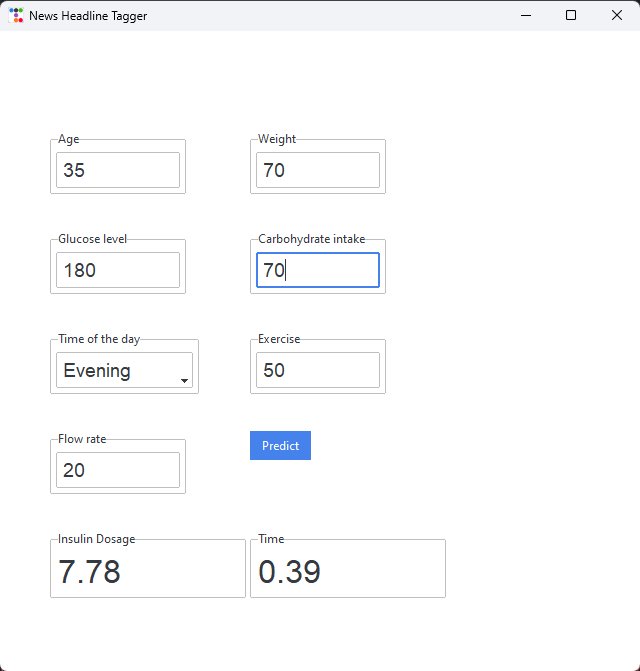 News Headline Tagger
Age Weight
35 70
Glucose level Carbohydrate intake
180 70
Time of the day Exercise
Evening 50
Flow rate
Predict
20
Insulin Dosage Time
7.78 0.39